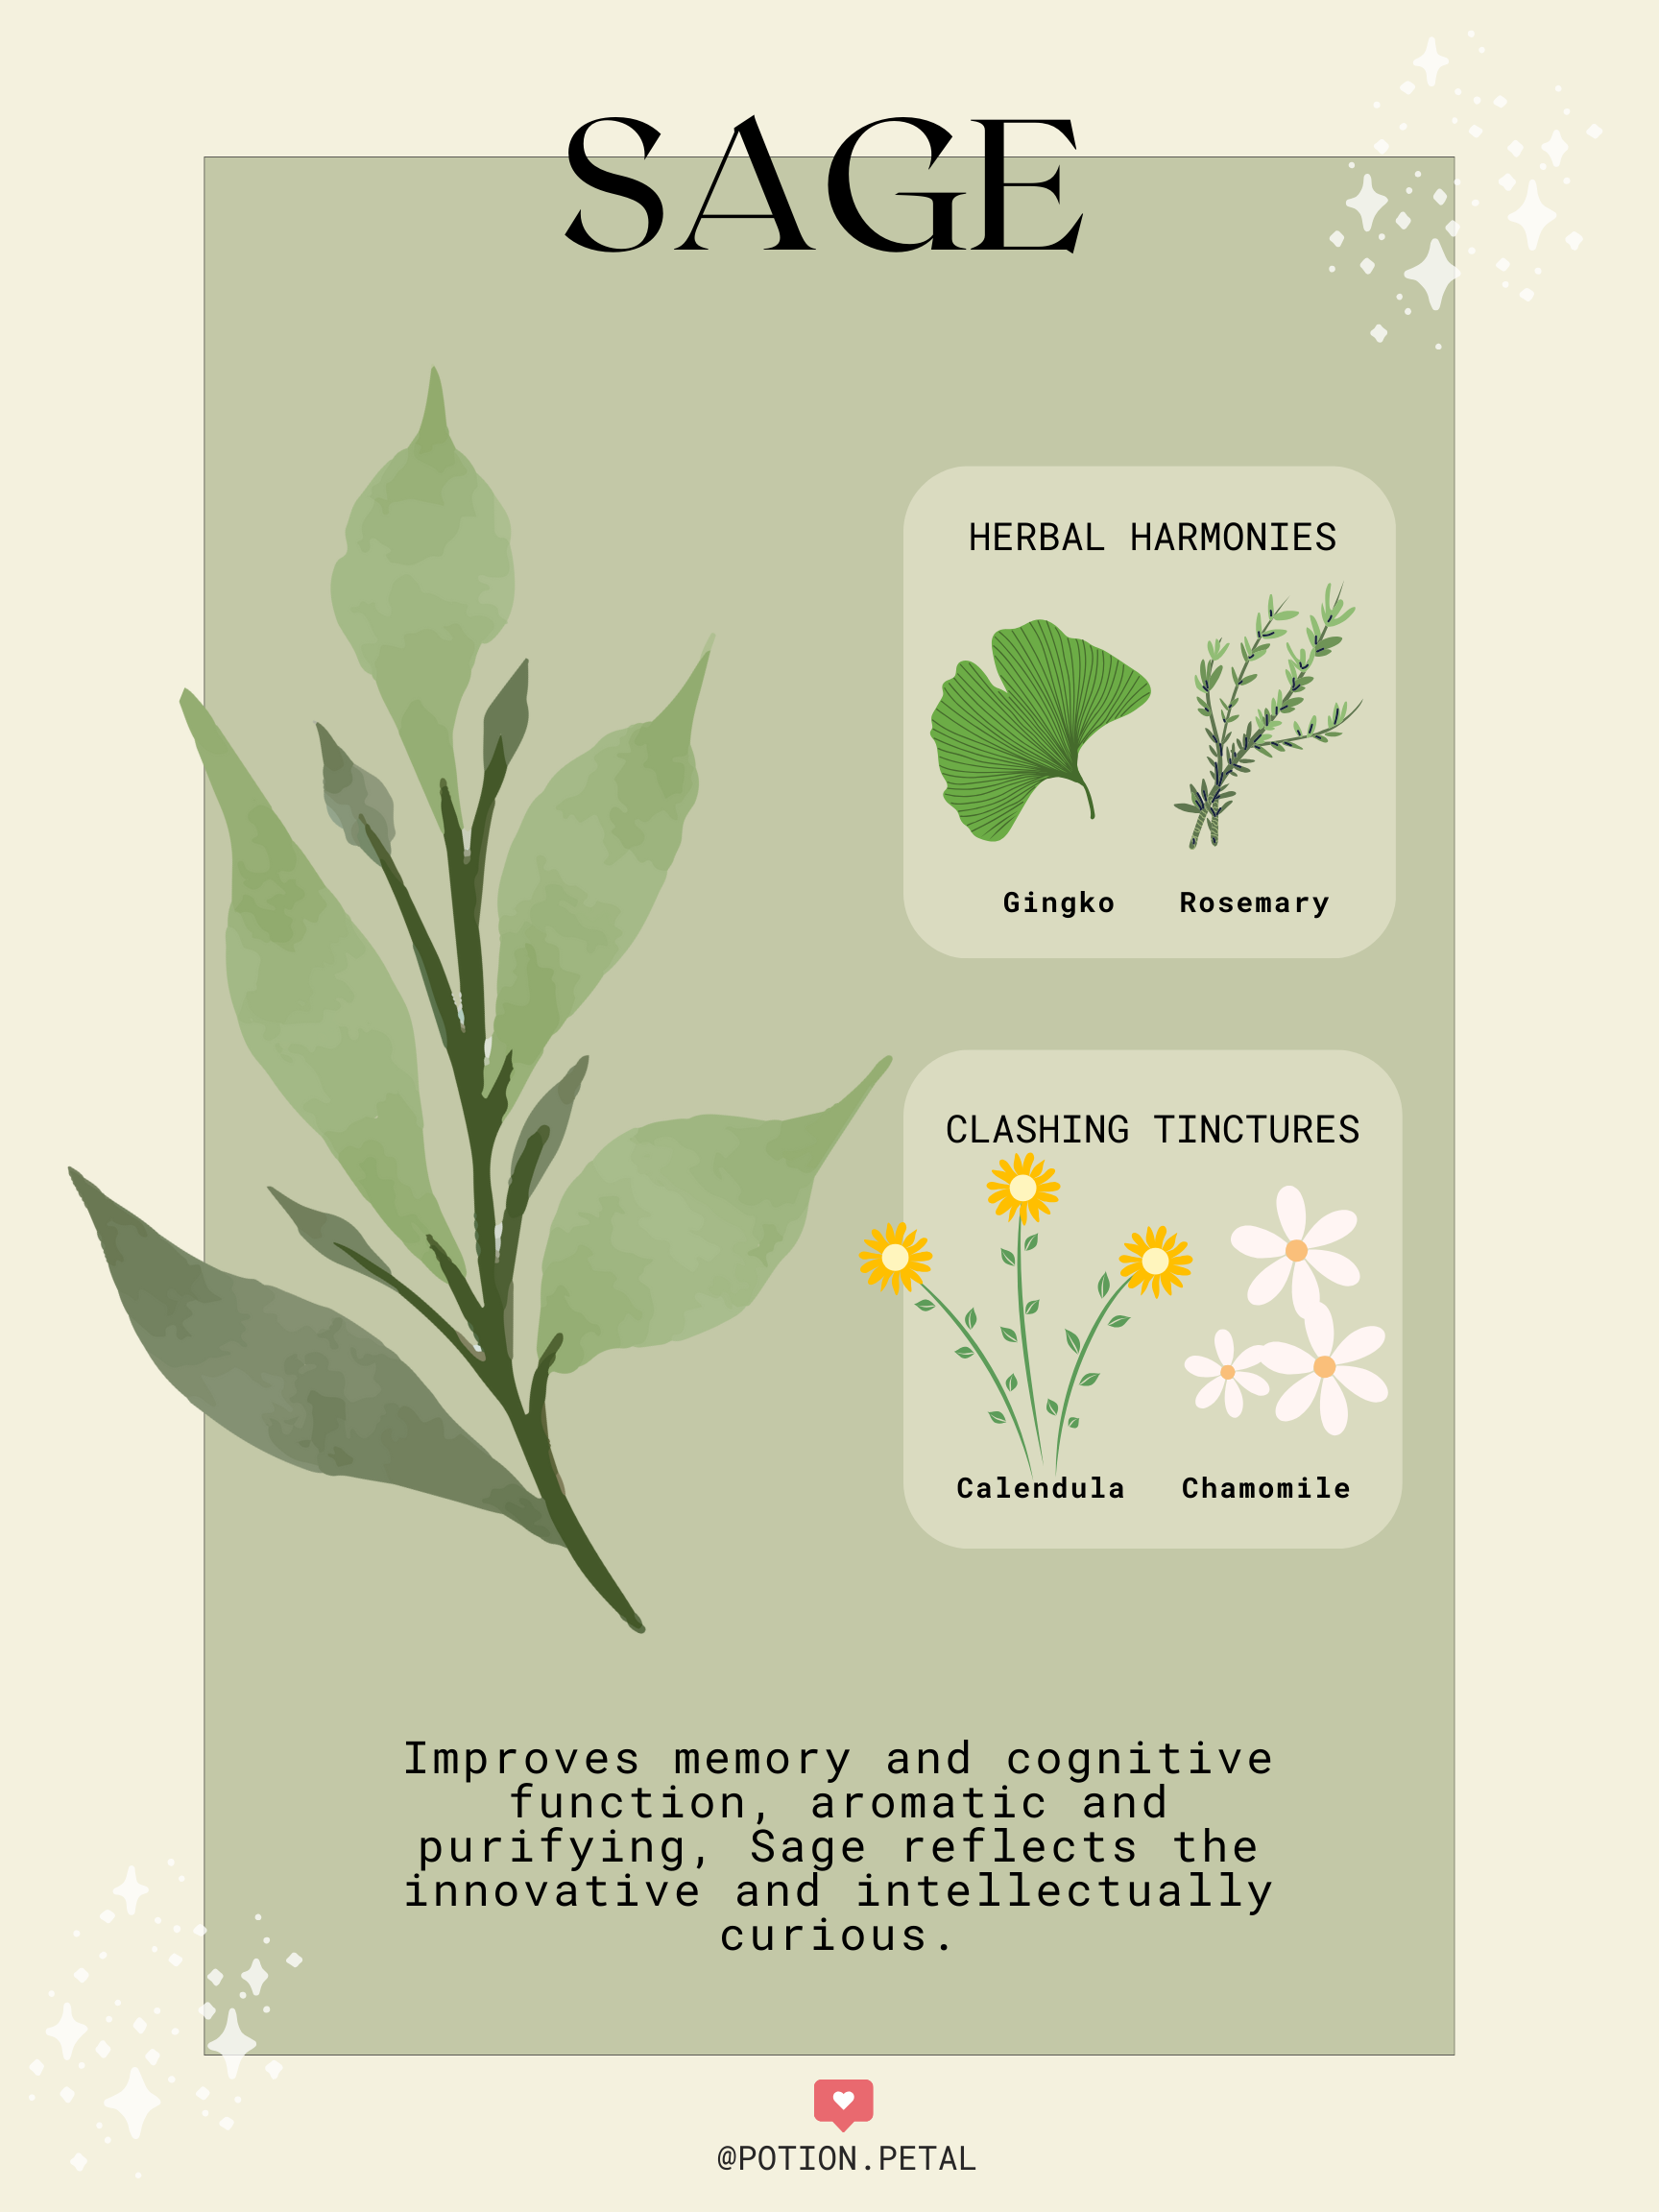 SAGE
HERBAL HARMONIES
Gingko Rosemary
CLASHING TINCTURES
Calendula Chamomile
Improves memory and cognitive
function, aromatic and
purifying, Sage reflects the
innovative and intellectually
curious.
@POTION.PETAL